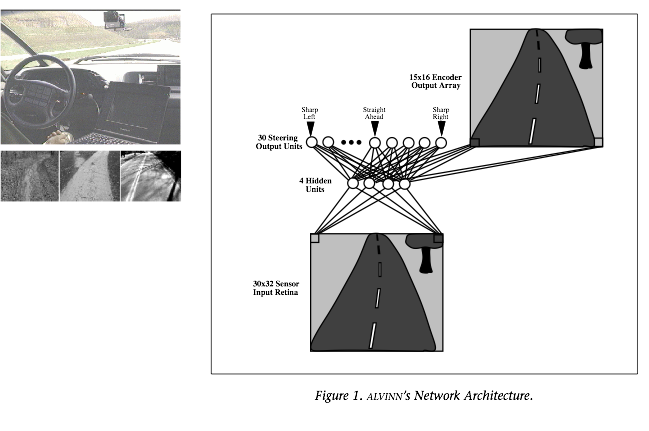 15x16 Encoder
Output Array
Sharp
Left
Straight
Ahead
Sharp
Right
30 Steering
Output Units
4 Hidden
Units
30x32 Sensor
Input Retina
Figure 1. ALVINN's Network Architecture.